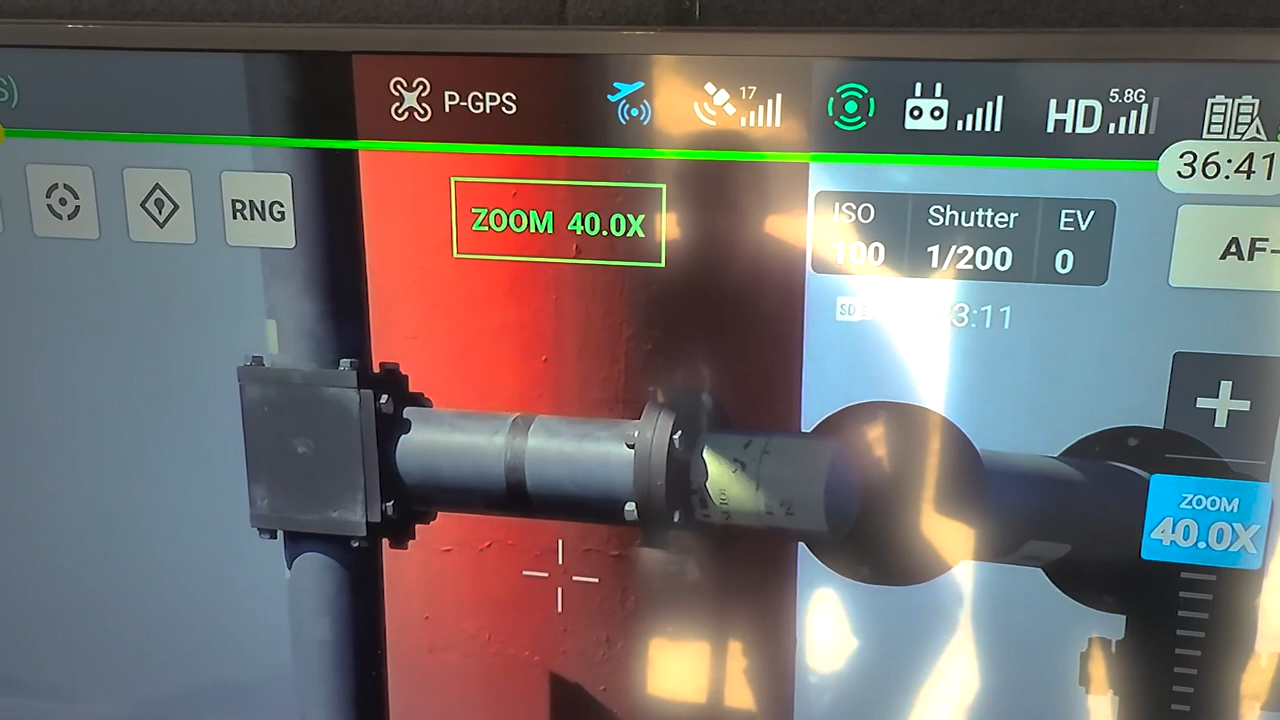 S)
P-GPS
17
HD 5.8G
36:41
RNG
ZOOM 40.0X
ISO Shutter EV
100 1/200 0
AF-
SD
3:11
ZOOM
40.0X